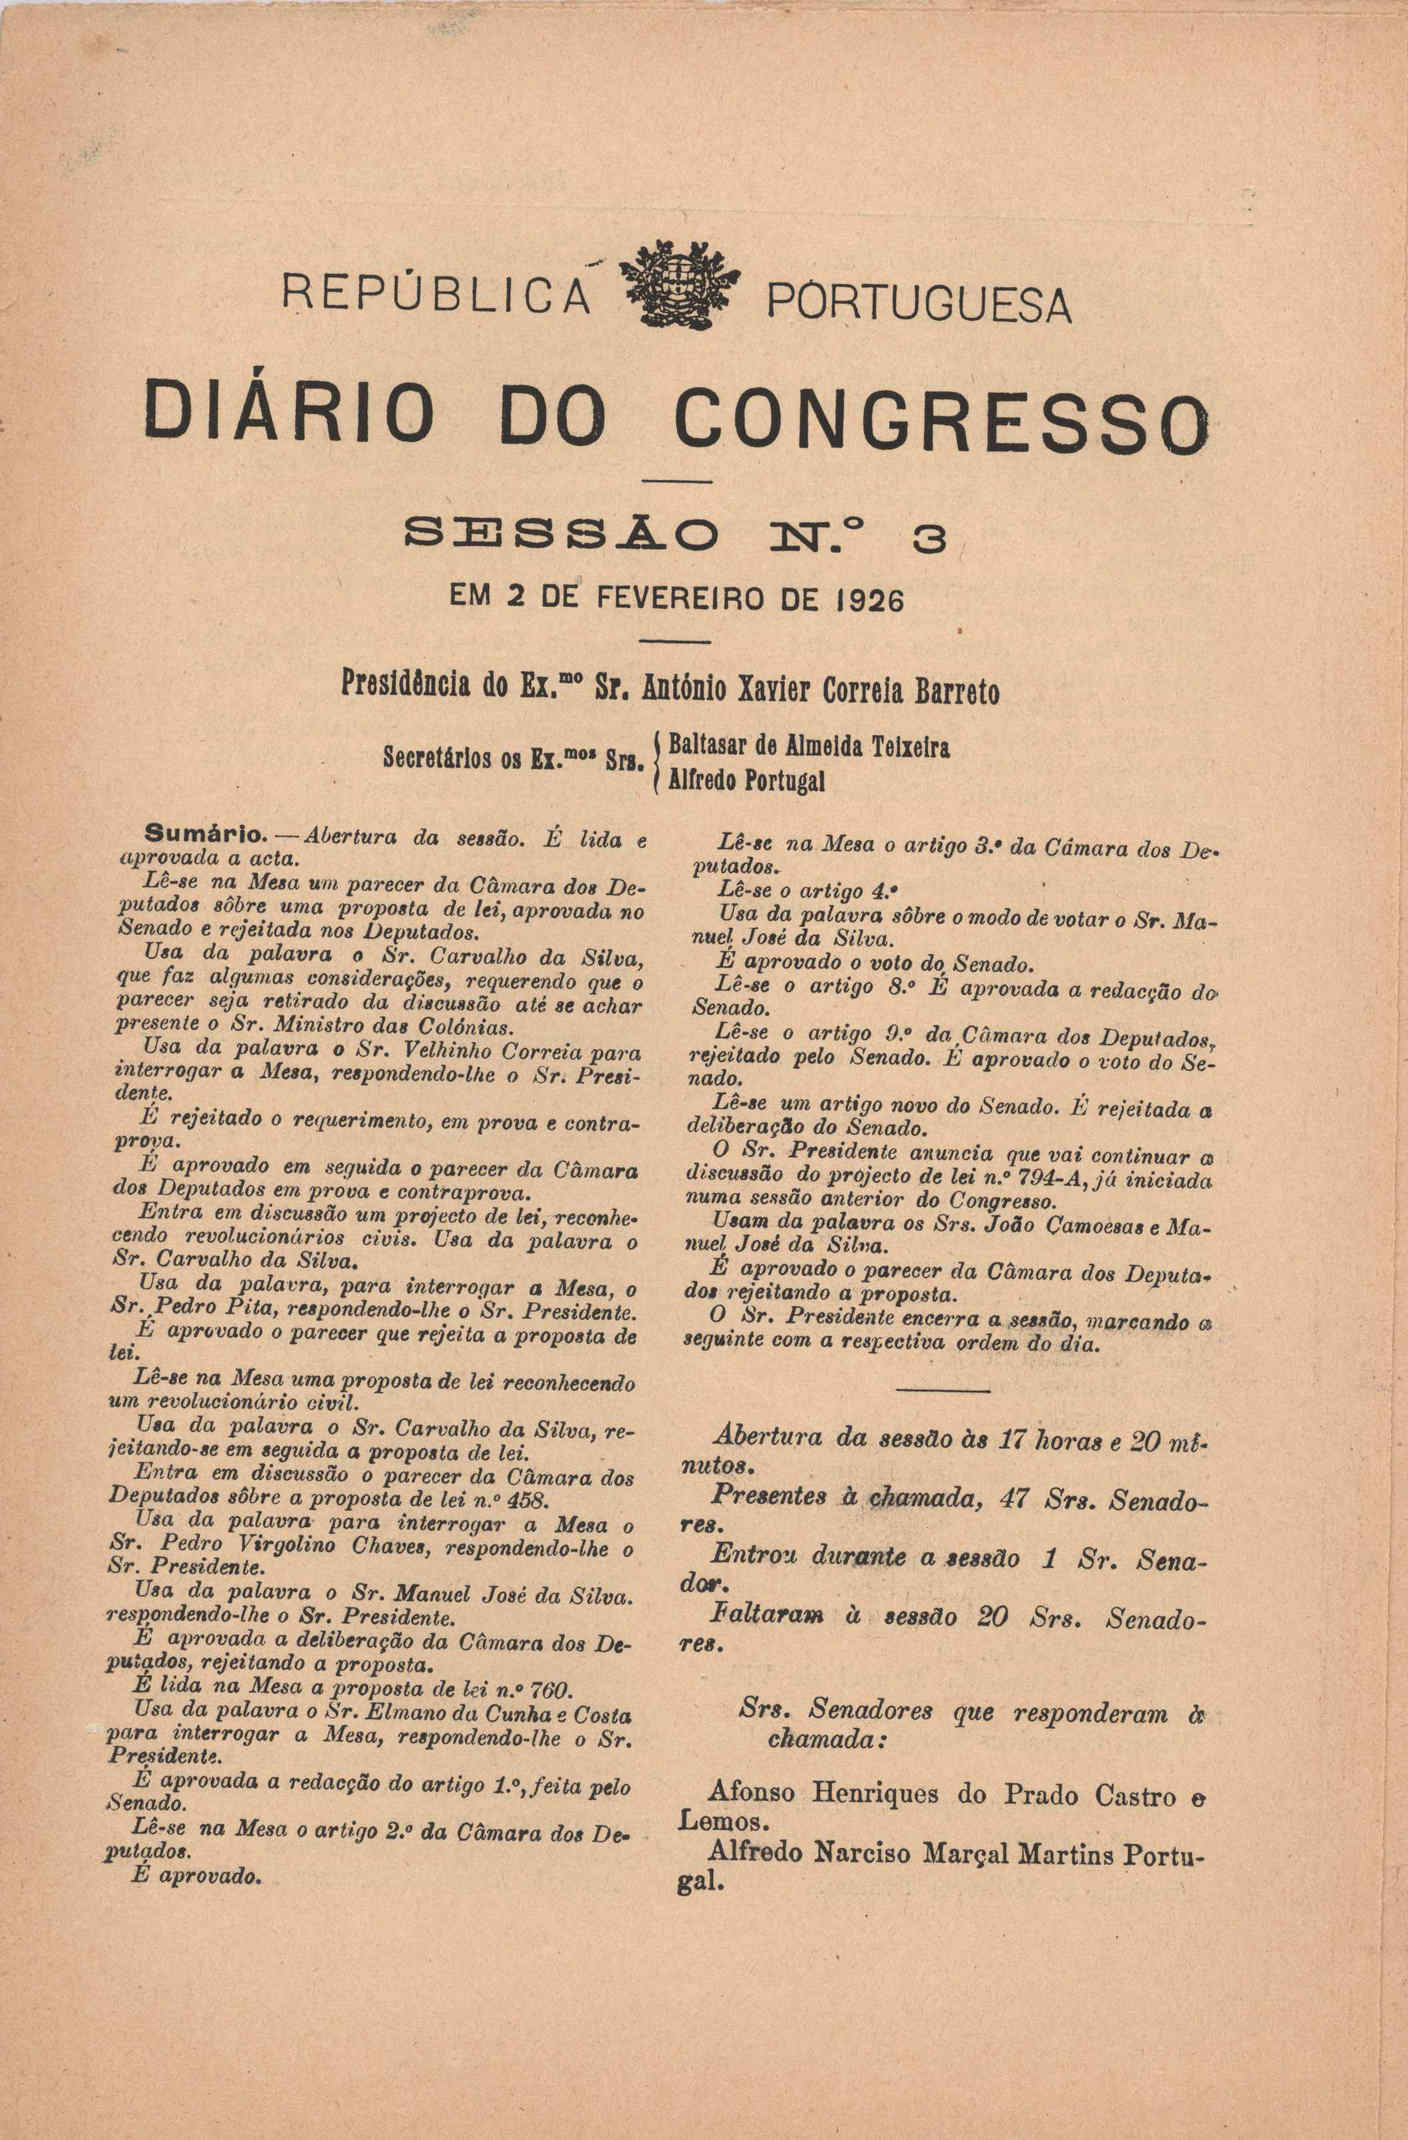 REPÚBLICA PORTUGUESA
DIÁRIO DO CONGRESSO
SESSÃO N.º 3
EM 2 DE FEVEREIRO DE 1926
Presidência do Ex.mo Sr. António Xavier Correia Barreto
Secretários os Ex.mos Srs.
Baltasar de Almeida Teixeira
Alfredo Portugal
Sumário. — Abertura da sessão. É lida e
aprovada a acta.
Lê-se na Mesa um parecer da Câmara dos De-
putados sôbre uma proposta de lei, aprovada no
Senado e rejeitada nos Deputados.
Usa da palavra o Sr. Carvalho da Silva,
que faz algumas considerações, requerendo que o
parecer seja retirado da discussão até se achar
presente o Sr. Ministro das Colónias.
Usa da palavra o Sr. Velhinho Correia para
interrogar a Mesa, respondendo-lhe o Sr. Presi-
dente.
É rejeitado o requerimento, em prova e contra-
prova.
É aprovado em seguida o parecer da Câmara
dos Deputados em prova e contraprova.
Entra em discussão um projecto de lei, reconhe-
cendo revolucionários civis. Usa da palavra o
Sr. Carvalho da Silva.
Usa da palavra, para interrogar a Mesa, o
Sr. Pedro Pita, respondendo-lhe o Sr. Presidente.
É aprovado o parecer que rejeita a proposta de
lei.
Lê-se na Mesa uma proposta de lei reconhecendo
um revolucionário civil.
Usa da palavra o Sr. Carvalho da Silva, re-
jeitando-se em seguida a proposta de lei.
Entra em discussão o parecer da Câmara dos
Deputados sôbre a proposta de lei n.º 458.
Usa da palavra para interrogar a Mesa o
Sr. Pedro Virgolino Chaves, respondendo-lhe o
Sr. Presidente.
Usa da palavra o Sr. Manuel José da Silva.
respondendo-lhe o Sr. Presidente.
É aprovada a deliberação da Câmara dos De-
putados, rejeitando a proposta.
É lida na Mesa a proposta de lei n.º 760.
Usa da palavra o Sr. Elmano da Cunha e Costa
para interrogar a Mesa, respondendo-lhe o Sr.
Presidente.
É aprovada a redacção do artigo 1.º, feita pelo
Senado.
Lê-se na Mesa o artigo 2.º da Câmara dos De-
putados.
É aprovado.
Lê-se na Mesa o artigo 3.º da Câmara dos De-
putados.
Lê-se o artigo 4.º
Usa da palavra sôbre o modo de votar o Sr. Ma-
nuel José da Silva.
É aprovado o voto do Senado.
Lê-se o artigo 8.º É aprovada a redacção do
Senado.
Lê-se o artigo 9.º da Câmara dos Deputados,
rejeitado pelo Senado. É aprovado o voto do Se-
nado.
Lê-se um artigo novo do Senado. É rejeitada a
deliberação do Senado.
O Sr. Presidente anuncia que vai continuar a
discussão do projecto de lei n.º 794-A, já iniciada
numa sessão anterior do Congresso.
Usam da palavra os Srs. João Camoesas e Ma-
nuel José da Silva.
É aprovado o parecer da Câmara dos Deputa-
dos rejeitando a proposta.
O Sr. Presidente encerra a sessão, marcando a
seguinte com a respectiva ordem do dia.
Abertura da sessão às 17 horas e 20 mi-
nutos.
Presentes à chamada, 47 Srs. Senado-
res.
Entrou durante a sessão 1 Sr. Sena-
dor.
Faltaram à sessão 20 Srs. Senado-
res.
Srs. Senadores que responderam à
chamada:
Afonso Henriques do Prado Castro e
Lemos.
Alfredo Narciso Marçal Martins Portu-
gal.